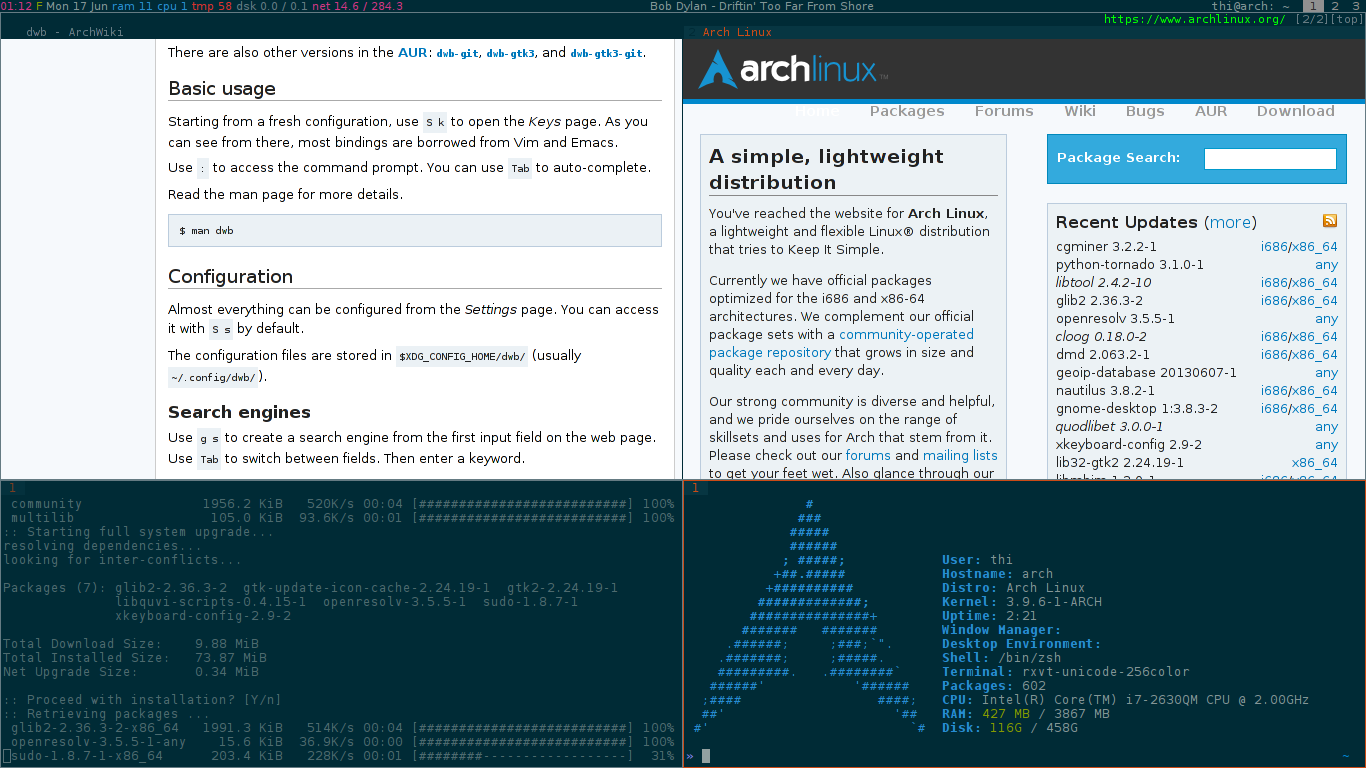 01:12 F Mon 17 Jun ram 11 cpu 1 tmp 58 dsk 0.0 / 0.1 net 14.6 / 284.3
Bob Dylan - Driftin' Too Far From Shore
thi@arch: ~ 1 2 3
https://www.archlinux.org/ [2/2][top]
dwb - ArchWiki
There are also other versions in the AUR: dwb-git, dwb-gtk3, and dwb-gtk3-git.
Basic usage
Starting from a fresh configuration, use S k to open the Keys page. As you
can see from there, most bindings are borrowed from Vim and Emacs.
Use : to access the command prompt. You can use Tab to auto-complete.
Read the man page for more details.
$ man dwb
Configuration
Almost everything can be configured from the Settings page. You can access
it with S s by default.
The configuration files are stored in $XDG_CONFIG_HOME/dwb/ (usually
~/.config/dwb/).
Search engines
Use g s to create a search engine from the first input field on the web page.
Use Tab to switch between fields. Then enter a keyword.
Arch Linux
archlinux™
Home Packages Forums Wiki Bugs AUR Download
A simple, lightweight
distribution
You've reached the website for Arch Linux,
a lightweight and flexible Linux® distribution
that tries to Keep It Simple.
Currently we have official packages
optimized for the i686 and x86-64
architectures. We complement our official
package sets with a community-operated
package repository that grows in size and
quality each and every day.
Our strong community is diverse and helpful,
and we pride ourselves on the range of
skillsets and uses for Arch that stem from it.
Please check out our forums and mailing lists
to get your feet wet. Also glance through our
Package Search:
Recent Updates (more)
cgminer 3.2.2-1 i686/x86_64
python-tornado 3.1.0-1 any
libtool 2.4.2-10 i686/x86_64
glib2 2.36.3-2 i686/x86_64
openresolv 3.5.5-1 any
cloog 0.18.0-2 i686/x86_64
dmd 2.063.2-1 i686/x86_64
geoip-database 20130607-1 any
nautilus 3.8.2-1 i686/x86_64
gnome-desktop 1:3.8.3-2 i686/x86_64
quodlibet 3.0.0-1 any
xkeyboard-config 2.9-2 any
lib32-gtk2 2.24.19-1 x86_64
1
community 1956.2 KiB 520K/s 00:04 [##########################] 100%
multilib 105.0 KiB 93.6K/s 00:01 [##########################] 100%
:: Starting full system upgrade...
resolving dependencies...
looking for inter-conflicts...
Packages (7): glib2-2.36.3-2 gtk-update-icon-cache-2.24.19-1 gtk2-2.24.19-1
libquvi-scripts-0.4.15-1 openresolv-3.5.5-1 sudo-1.8.7-1
xkeyboard-config-2.9-2
Total Download Size: 9.88 MiB
Total Installed Size: 73.87 MiB
Net Upgrade Size: 0.34 MiB
:: Proceed with installation? [Y/n]
:: Retrieving packages ...
glib2-2.36.3-2-x86_64 1991.3 KiB 514K/s 00:04 [##########################] 100%
openresolv-3.5.5-1-any 15.6 KiB 36.9K/s 00:00 [##########################] 100%
sudo-1.8.7-1-x86_64 203.4 KiB 228K/s 00:01 [########------------------] 31%
1
User: thi
Hostname: arch
Distro: Arch Linux
Kernel: 3.9.6-1-ARCH
Uptime: 2:21
Window Manager:
Desktop Environment:
Shell: /bin/zsh
Terminal: rxvt-unicode-256color
Packages: 602
CPU: Intel(R) Core(TM) i7-2630QM CPU @ 2.00GHz
RAM: 427 MB / 3867 MB
Disk: 116G / 458G
» ~